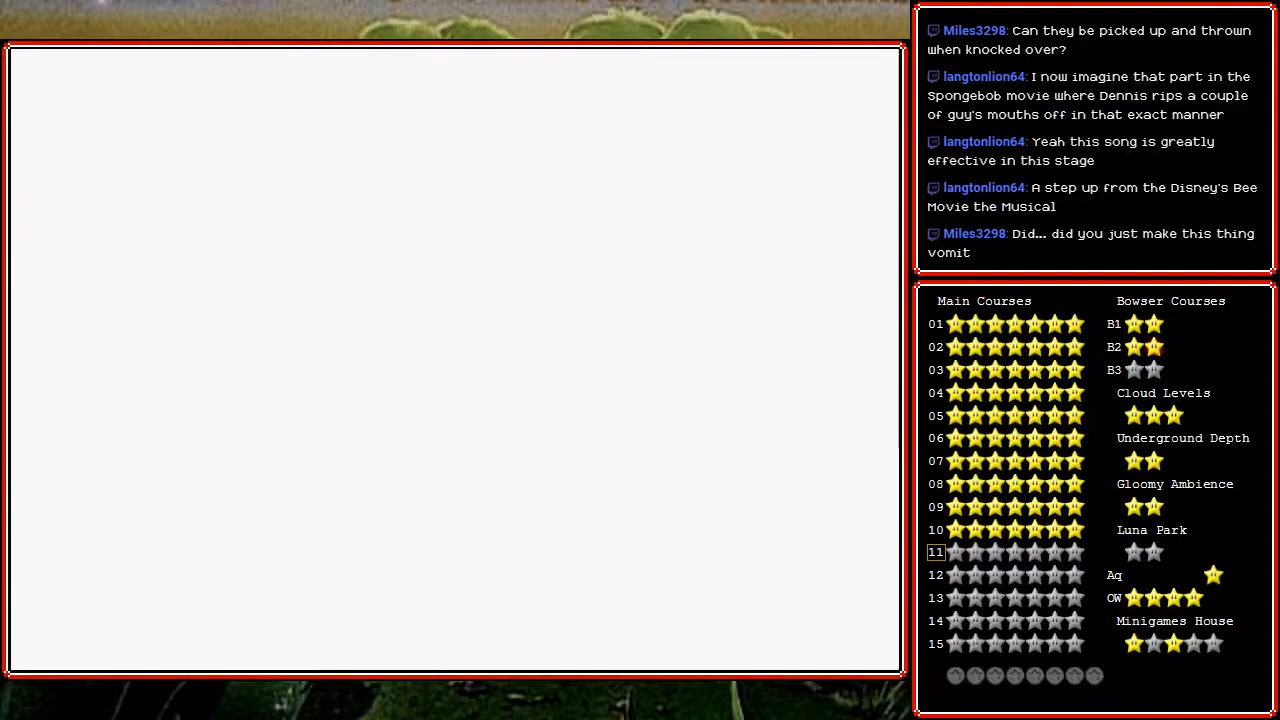 Miles3298: Can they be picked up and thrown
when knocked over?
langtonlion64: I now imagine that part in the
Spongebob movie where Dennis rips a couple
of guy's mouths off in that exact manner
langtonlion64: Yeah this song is greatly
effective in this stage
langtonlion64: A step up from the Disney's Bee
Movie the Musical
Miles3298: Did... did you just make this thing
vomit
Main Courses
01
02
03
04
05
06
07
08
09
10
11
12
13
14
15
Bowser Courses
B1
B2
B3
Cloud Levels
Underground Depth
Gloomy Ambience
Luna Park
Aq
OW
Minigames House